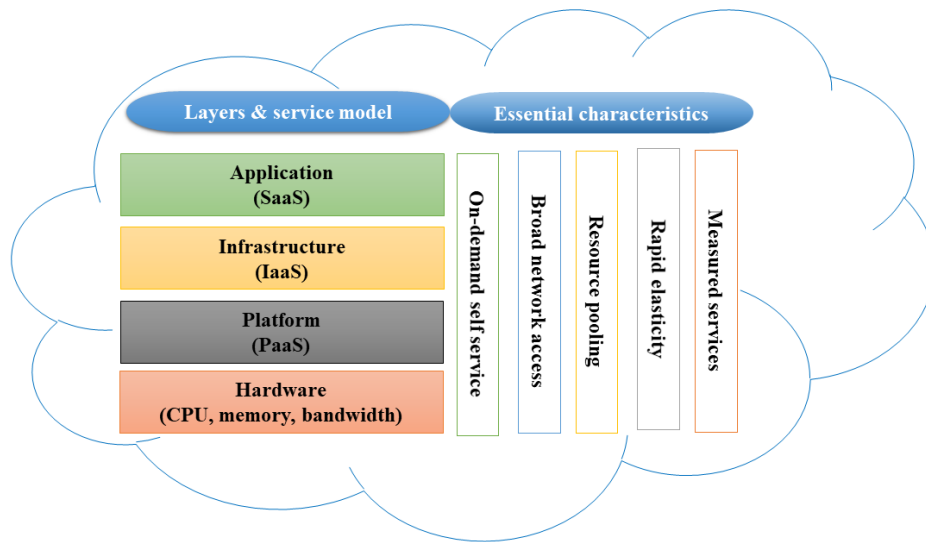 Layers & service model
Essential characteristics
Application
(SaaS)
Infrastructure
(IaaS)
Platform
(PaaS)
Hardware
(CPU, memory, bandwidth)
On-demand self service
Broad network access
Resource pooling
Rapid elasticity
Measured services